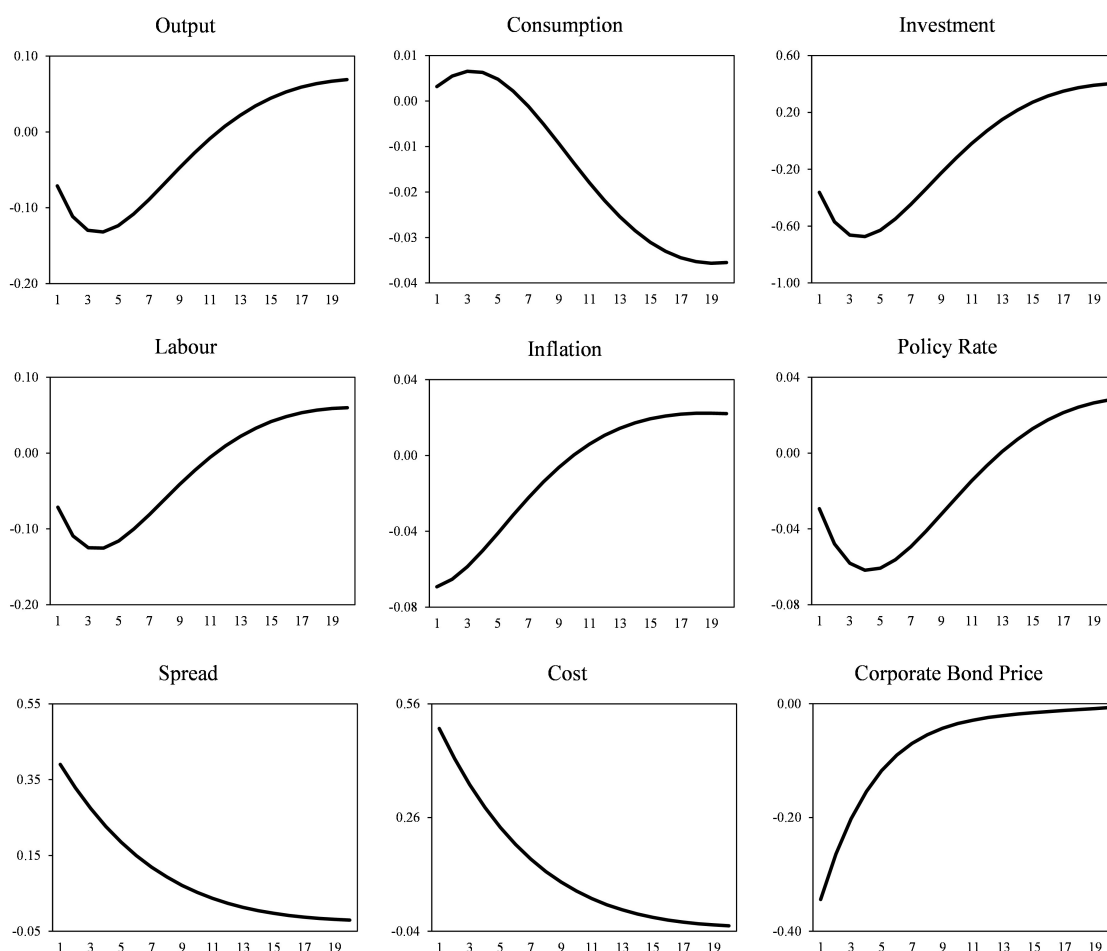 Output
Consumption
Investment
0.10
0.00
-0.10
-0.20
1 3 5 7 9 11 13 15 17 19
0.01
0.00
-0.01
-0.02
-0.03
-0.04
1 3 5 7 9 11 13 15 17 19
0.60
0.20
-0.20
-0.60
-1.00
1 3 5 7 9 11 13 15 17 19
Labour
Inflation
Policy Rate
0.10
0.00
-0.10
-0.20
1 3 5 7 9 11 13 15 17 19
0.04
0.00
-0.04
-0.08
1 3 5 7 9 11 13 15 17 19
0.04
0.00
-0.04
-0.08
1 3 5 7 9 11 13 15 17 19
Spread
Cost
Corporate Bond Price
0.55
0.35
0.15
-0.05
1 3 5 7 9 11 13 15 17 19
0.56
0.26
-0.04
1 3 5 7 9 11 13 15 17 19
0.00
-0.20
-0.40
1 3 5 7 9 11 13 15 17 19